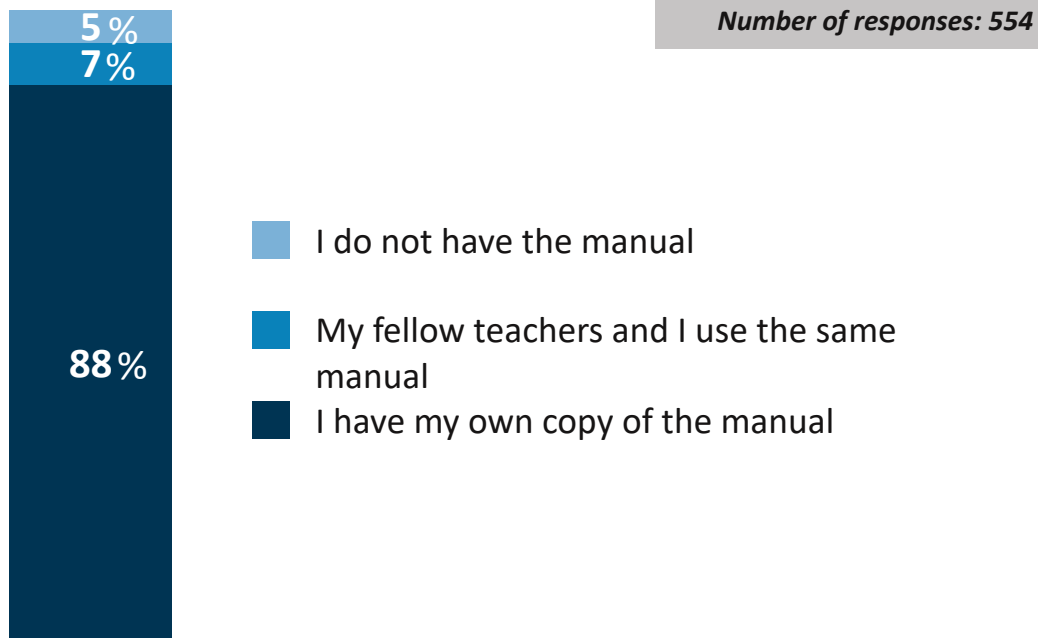 5 %
Number of responses: 554
7 %
I do not have the manual
My fellow teachers and I use the same
manual
88 %
I have my own copy of the manual